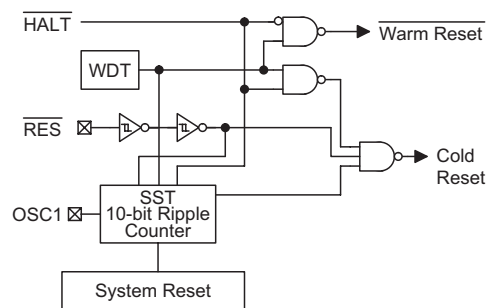 HALT
Warm Reset
WDT
RES
Cold
Reset
SST
10-bit Ripple
Counter
OSC1
System Reset